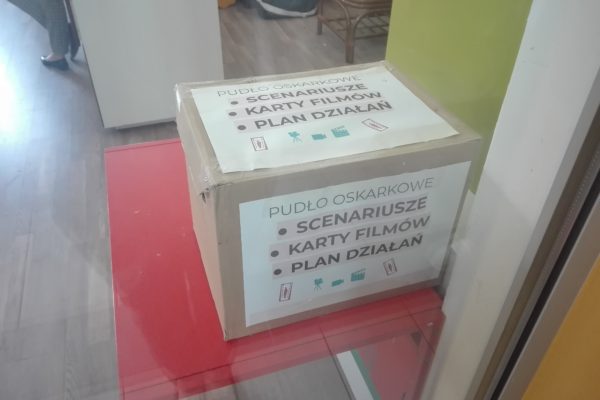 PUDŁO OSKARKOWE
• SCENARIUSZE
• KARTY FILMÓW
• PLAN DZIAŁAŃ
PUDŁO OSKARKOWE
• SCENARIUSZE
• KARTY FILMÓW
• PLAN DZIAŁAŃ